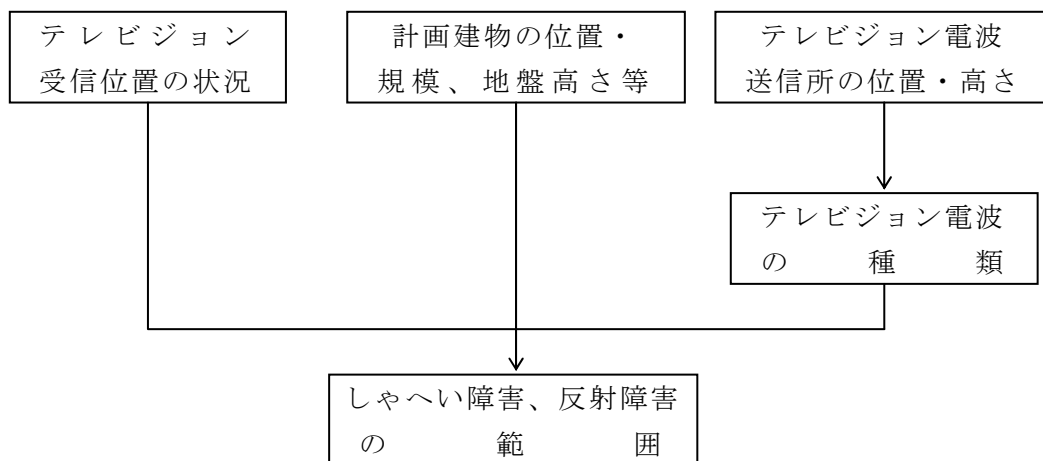 テレビジョン
受信位置の状況
計画建物の位置・
規模、地盤高さ等
テレビジョン電波
送信所の位置・高さ
テレビジョン電波
の種類
しゃへい障害、反射障害
の範囲